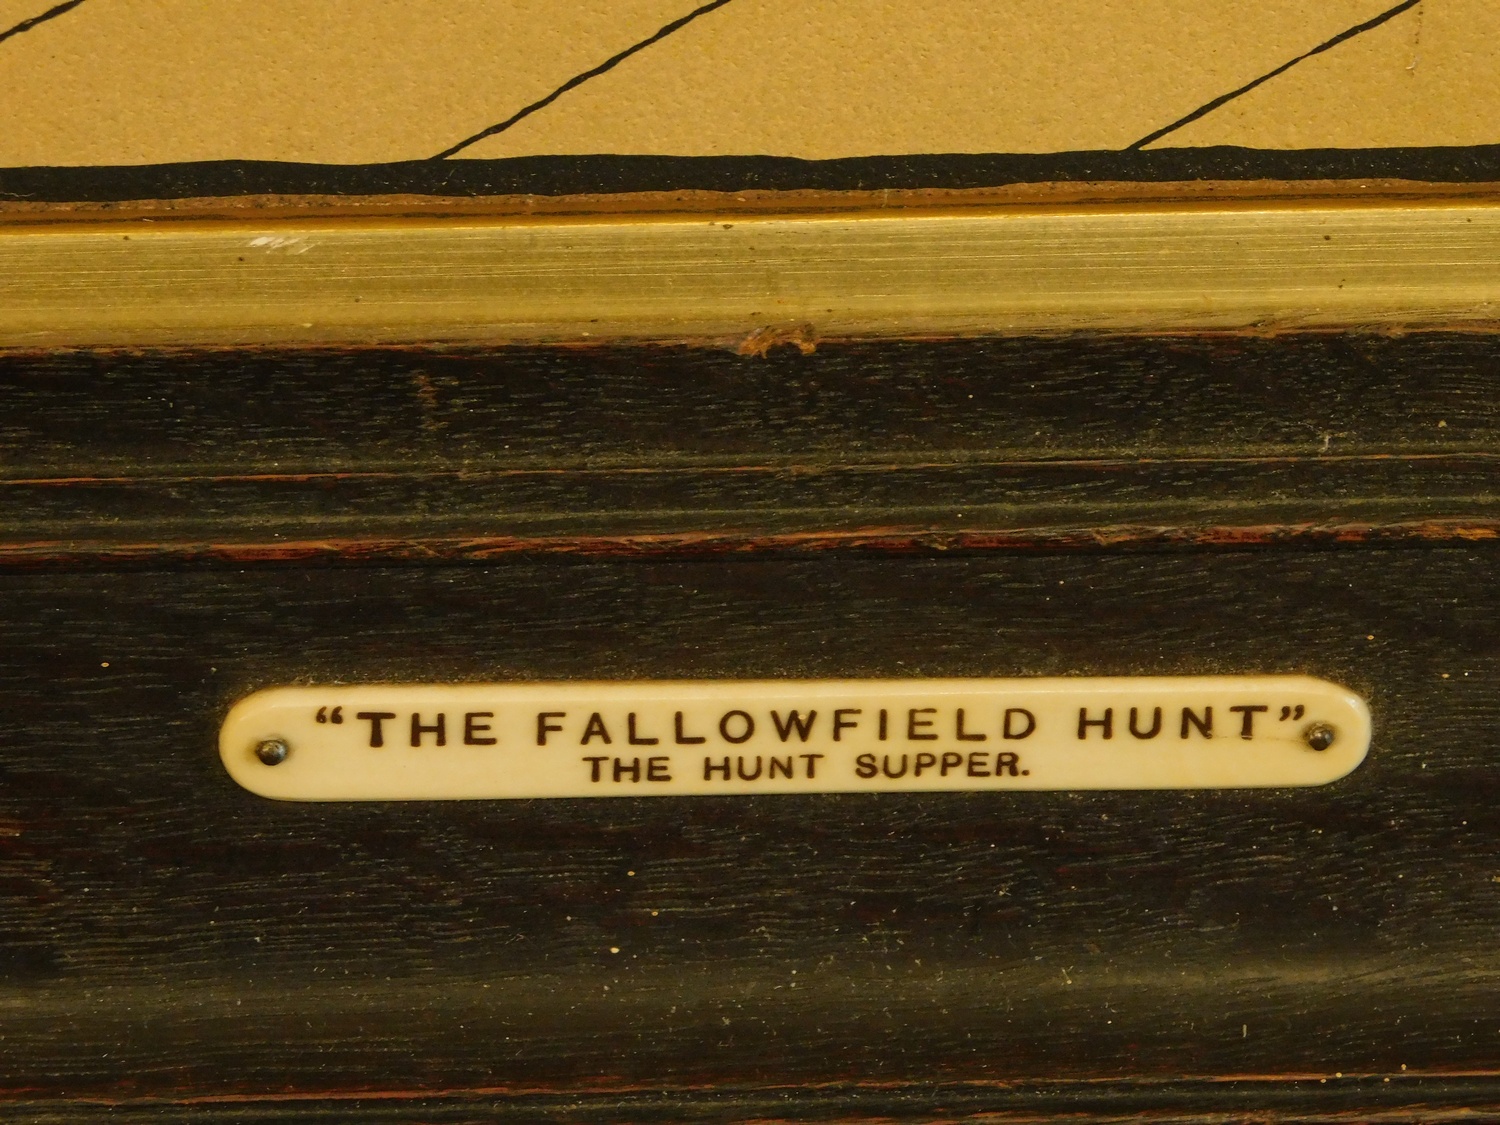 “THE FALLOWFIELD HUNT”
THE HUNT SUPPER.